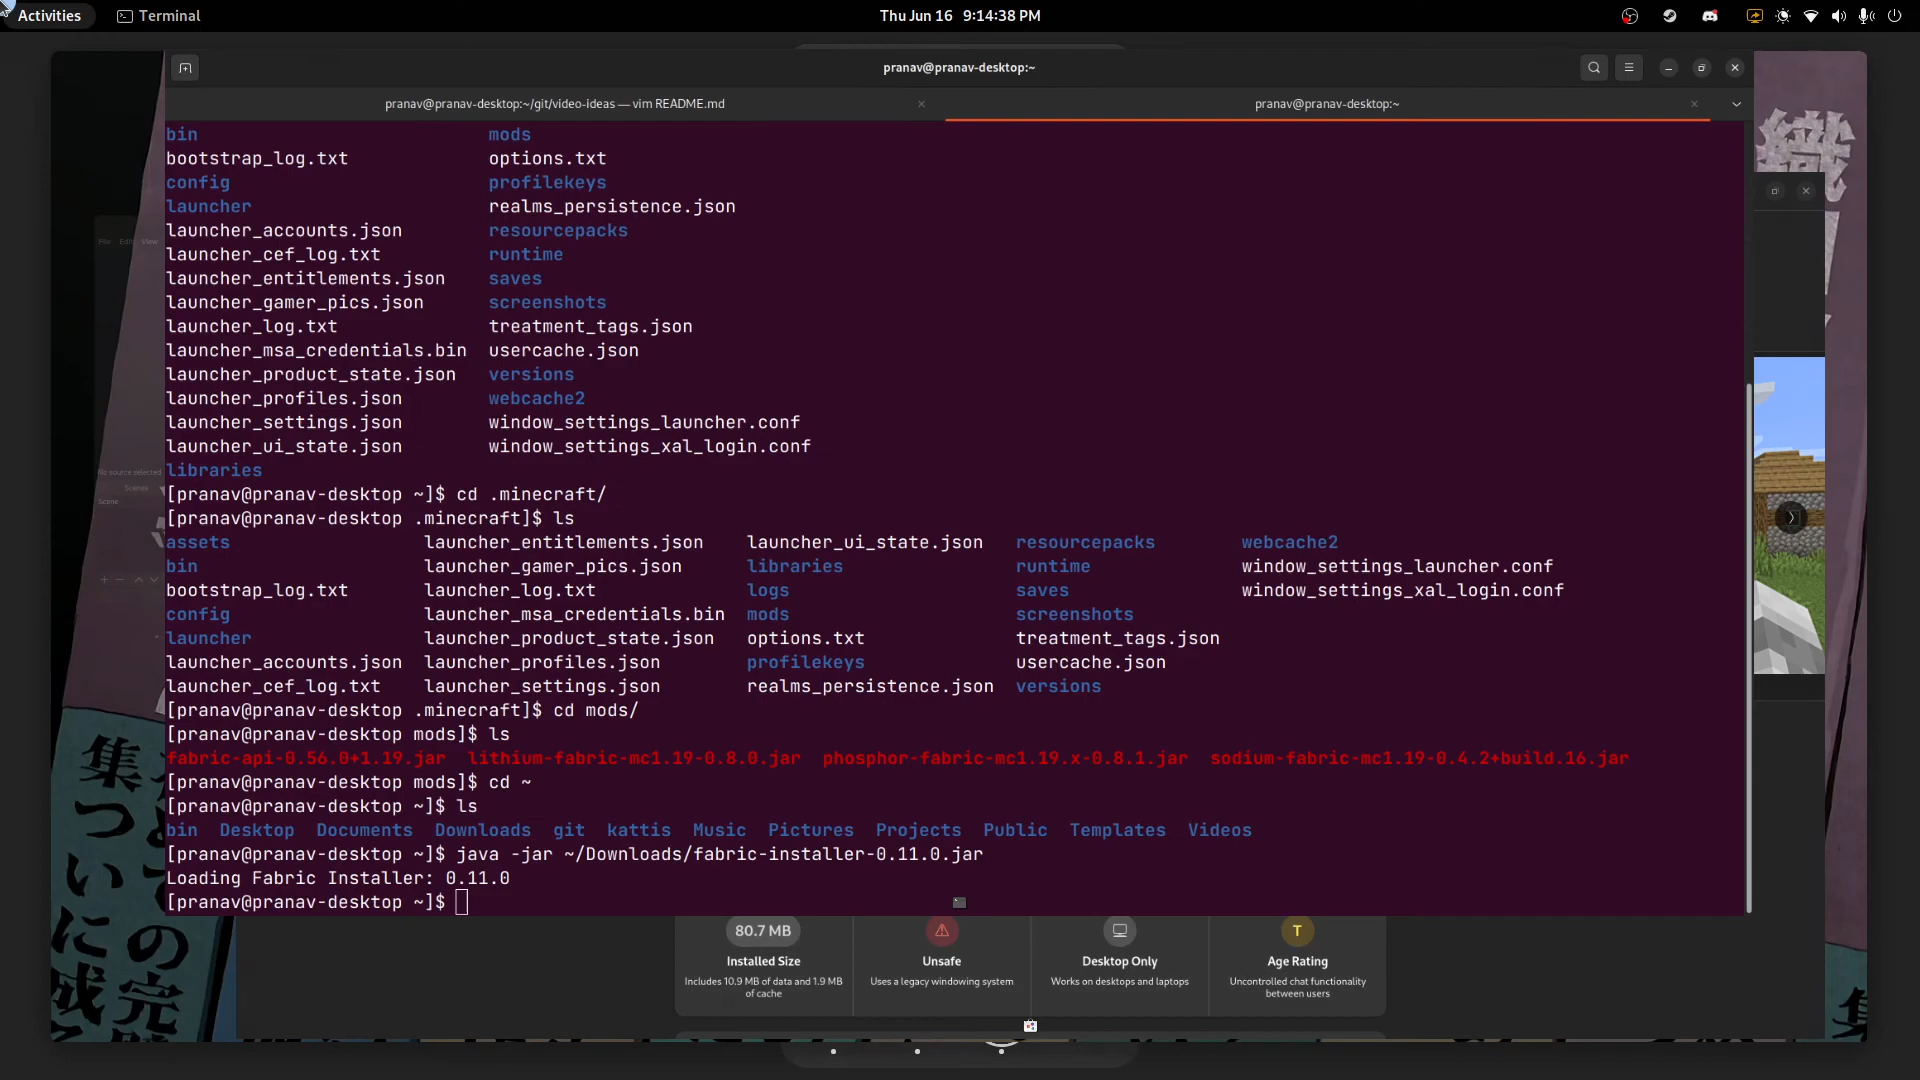 Activities
Terminal
Thu Jun 16 9:14:38 PM
pranav@pranav-desktop:~
pranav@pranav-desktop:~/git/video-ideas — vim README.md
pranav@pranav-desktop:~
bin mods
bootstrap_log.txt options.txt
config profilekeys
launcher realms_persistence.json
launcher_accounts.json resourcepacks
launcher_cef_log.txt runtime
launcher_entitlements.json saves
launcher_gamer_pics.json screenshots
launcher_log.txt treatment_tags.json
launcher_msa_credentials.bin usercache.json
launcher_product_state.json versions
launcher_profiles.json webcache2
launcher_settings.json window_settings_launcher.conf
launcher_ui_state.json window_settings_xal_login.conf
libraries
[pranav@pranav-desktop ~]$ cd .minecraft/
[pranav@pranav-desktop .minecraft]$ ls
assets launcher_entitlements.json launcher_ui_state.json resourcepacks webcache2
bin launcher_gamer_pics.json libraries runtime window_settings_launcher.conf
bootstrap_log.txt launcher_log.txt logs saves window_settings_xal_login.conf
config launcher_msa_credentials.bin mods screenshots
launcher launcher_product_state.json options.txt treatment_tags.json
launcher_accounts.json launcher_profiles.json profilekeys usercache.json
launcher_cef_log.txt launcher_settings.json realms_persistence.json versions
[pranav@pranav-desktop .minecraft]$ cd mods/
[pranav@pranav-desktop mods]$ ls
fabric-api-0.56.0+1.19.jar lithium-fabric-mc1.19-0.8.0.jar phosphor-fabric-mc1.19.x-0.8.1.jar sodium-fabric-mc1.19-0.4.2+build.16.jar
[pranav@pranav-desktop mods]$ cd ~
[pranav@pranav-desktop ~]$ ls
bin Desktop Documents Downloads git kattis Music Pictures Projects Public Templates Videos
[pranav@pranav-desktop ~]$ java -jar ~/Downloads/fabric-installer-0.11.0.jar
Loading Fabric Installer: 0.11.0
[pranav@pranav-desktop ~]$
File Edit View
No source selected
Scenes
Scene
80.7 MB
Installed Size
Includes 10.9 MB of data and 1.9 MB
of cache
Unsafe
Uses a legacy windowing system
Desktop Only
Works on desktops and laptops
T
Age Rating
Uncontrolled chat functionality
between users